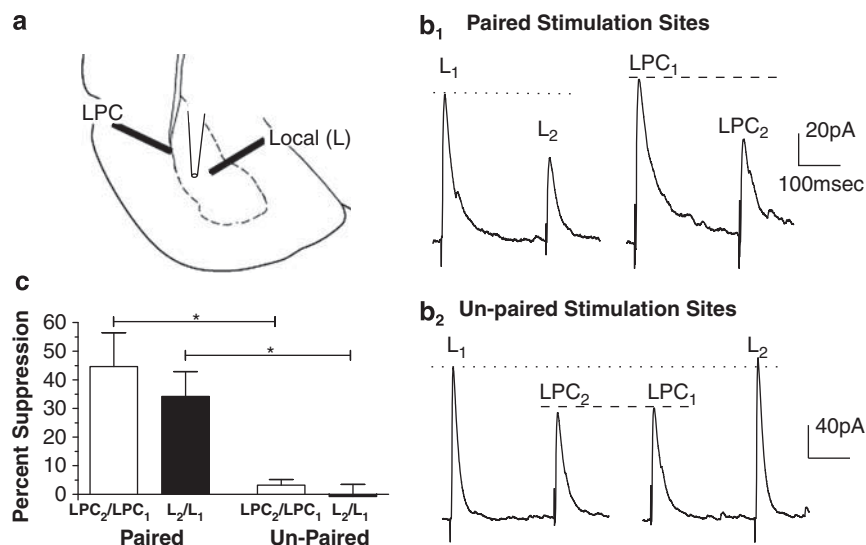 a
LPC
Local (L)
b₁ Paired Stimulation Sites
L₁
L₂
LPC₁
LPC₂
20pA
100msec
c
Percent Suppression
60
50
40
30
20
10
0
*
*
LPC₂/LPC₁ L₂/L₁ LPC₂/LPC₁ L₂/L₁
Paired Un-Paired
b₂ Un-paired Stimulation Sites
L₁
LPC₂
LPC₁
L₂
40pA